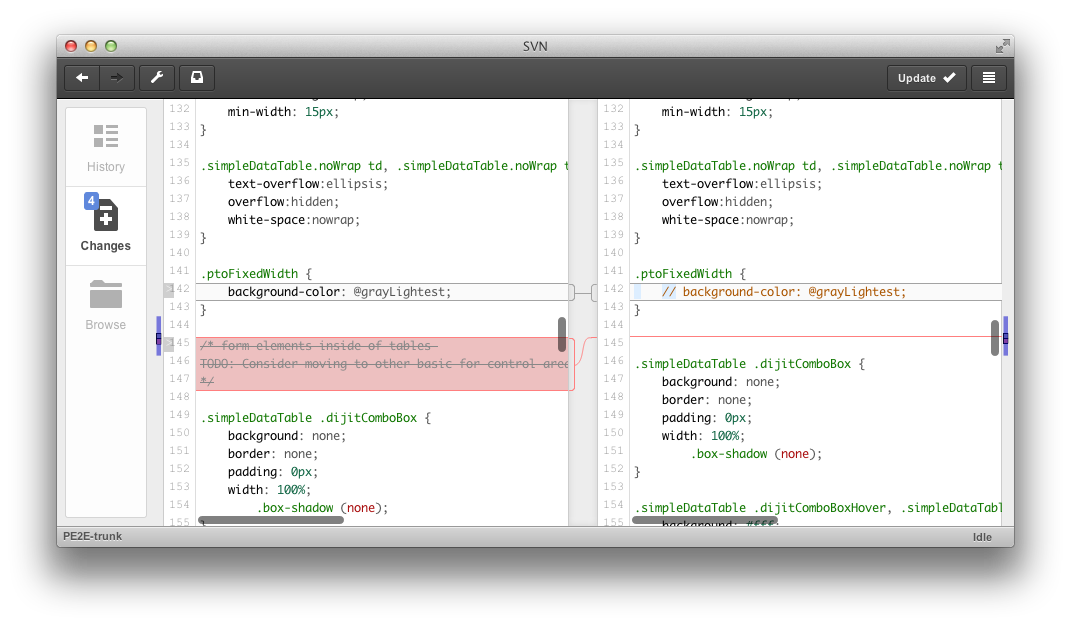 SVN
Update
History
4
Changes
Browse
132     min-width: 15px;
133 }
134
135 .simpleDataTable.noWrap td, .simpleDataTable.noWrap t
136     text-overflow:ellipsis;
137     overflow:hidden;
138     white-space:nowrap;
139 }
140
141 .ptoFixedWidth {
142     background-color: @grayLightest;
143 }
144
145 /* form elements inside of tables
146 TODO: Consider moving to other basic for control area
147 */
148
149 .simpleDataTable .dijitComboBox {
150     background: none;
151     border: none;
152     padding: 0px;
153     width: 100%;
154         .box-shadow (none);
155 }
132     min-width: 15px;
133 }
134
135 .simpleDataTable.noWrap td, .simpleDataTable.noWrap t
136     text-overflow:ellipsis;
137     overflow:hidden;
138     white-space:nowrap;
139 }
140
141 .ptoFixedWidth {
142     // background-color: @grayLightest;
143 }
144
145
146 .simpleDataTable .dijitComboBox {
147     background: none;
148     border: none;
149     padding: 0px;
150     width: 100%;
151         .box-shadow (none);
152 }
153
154 .simpleDataTable .dijitComboBoxHover, .simpleDataTabl
155     background: #fff;
PE2E-trunk
Idle